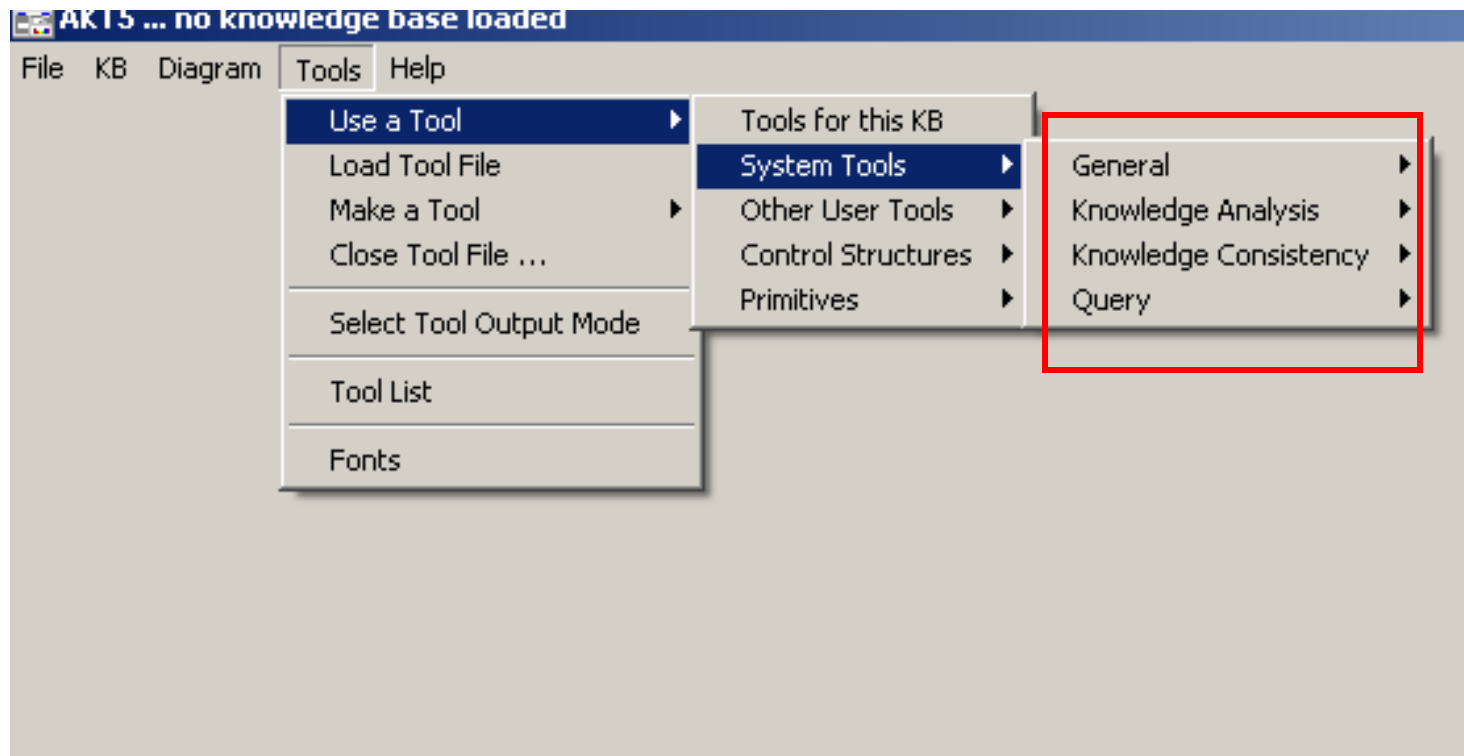 AKT5 ... no knowledge base loaded
File KB Diagram Tools Help
Use a Tool
Load Tool File
Make a Tool
Close Tool File ...
Select Tool Output Mode
Tool List
Fonts
Tools for this KB
System Tools
Other User Tools
Control Structures
Primitives
General
Knowledge Analysis
Knowledge Consistency
Query